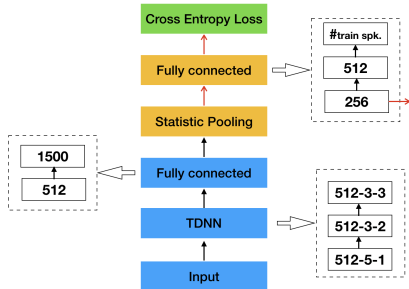 Cross Entropy Loss
Fully connected
Statistic Pooling
Fully connected
TDNN
Input
#train spk.
512
256
1500
512
512-3-3
512-3-2
512-5-1